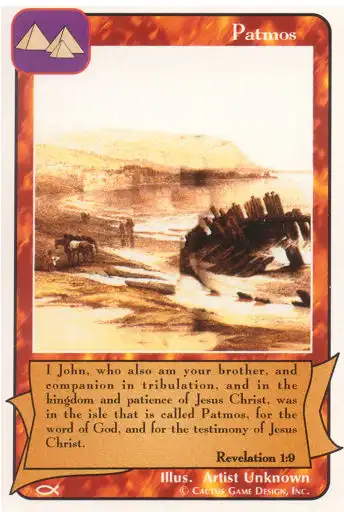 Patmos
I John, who also am your brother, and
companion in tribulation, and in the
kingdom and patience of Jesus Christ, was
in the isle that is called Patmos, for the
word of God, and for the testimony of Jesus
Christ.
Revelation 1:9
Illus. Artist Unknown
© Cactus Game Design, Inc.